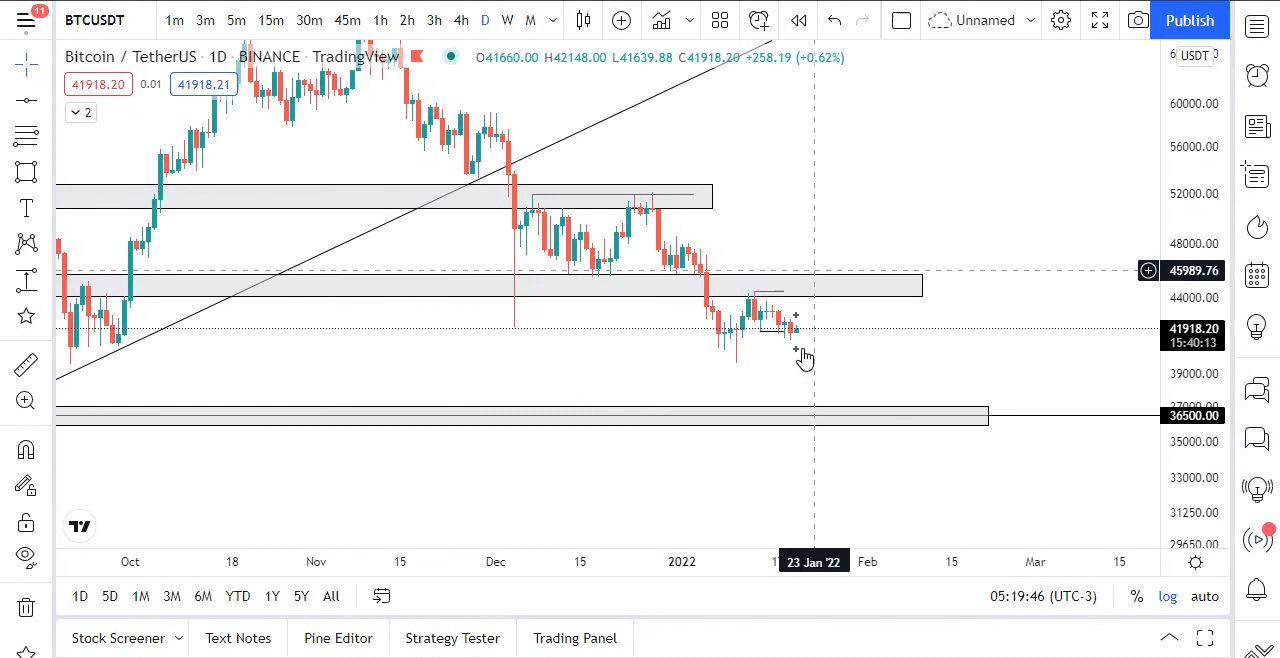 11
BTCUSDT 1m 3m 5m 15m 30m 45m 1h 2h 3h 4h D W M Unnamed Publish
Bitcoin / TetherUS · 1D · BINANCE · TradingView O41660.00 H42148.00 L41639.88 C41918.20 +258.19 (+0.62%)
USDT
41918.20 0.01 41918.21
2
60000.00
56000.00
52000.00
48000.00
45989.76
44000.00
41918.20
15:40:13
39000.00
37000.00
36500.00
35000.00
33000.00
31250.00
29650.00
Oct 18 Nov 15 Dec 15 2022 23 Jan '22 Feb 15 Mar 15
1D 5D 1M 3M 6M YTD 1Y 5Y All 05:19:46 (UTC-3) % log auto
Stock Screener Text Notes Pine Editor Strategy Tester Trading Panel